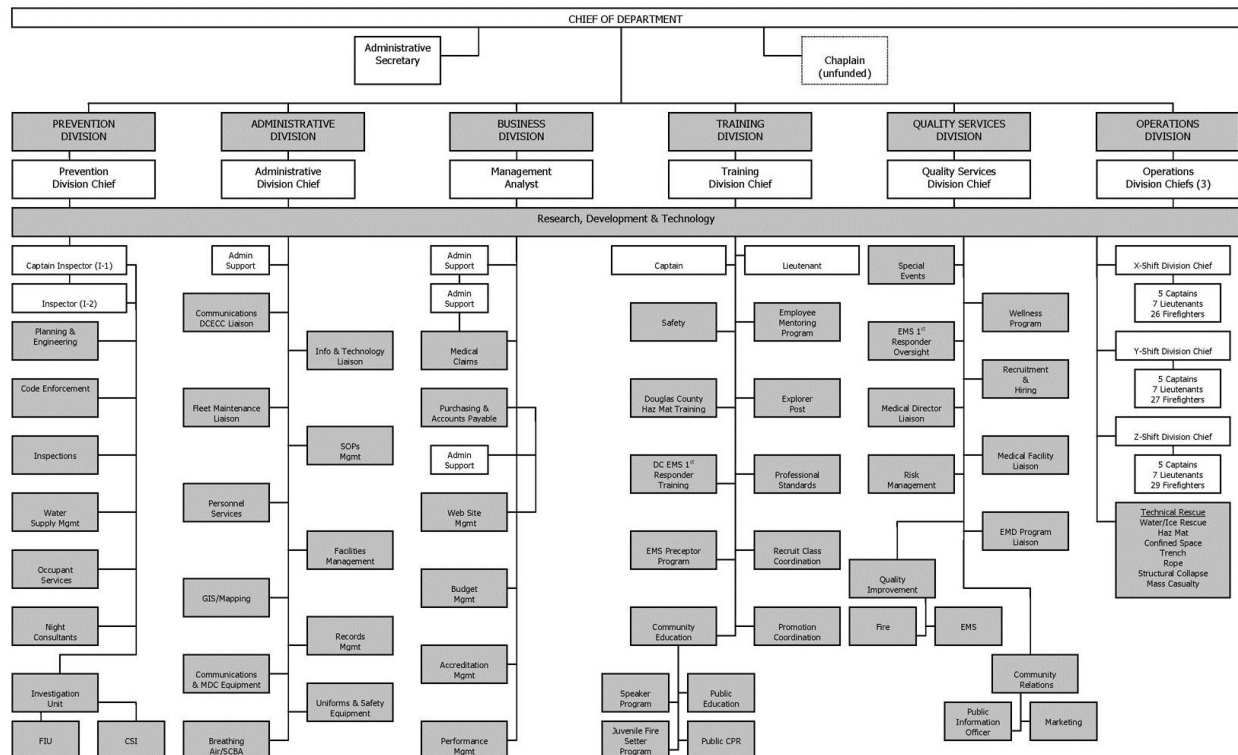 CHIEF OF DEPARTMENT
Administrative
Secretary
Chaplain
(unfunded)
PREVENTION
DIVISION
ADMINISTRATIVE
DIVISION
BUSINESS
DIVISION
TRAINING
DIVISION
QUALITY SERVICES
DIVISION
OPERATIONS
DIVISION
Prevention
Division Chief
Administrative
Division Chief
Management
Analyst
Training
Division Chief
Quality Services
Division Chief
Operations
Division Chiefs (3)
Research, Development & Technology
Captain Inspector (I-1)
Inspector (I-2)
Planning &
Engineering
Code Enforcement
Inspections
Water
Supply Mgmt
Occupant
Services
Night
Consultants
Investigation
Unit
FIU
CSI
Admin
Support
Communications
DCECC Liaison
Info & Technology
Liaison
Fleet Maintenance
Liaison
SOPs
Mgmt
Personnel
Services
Facilities
Management
GIS/Mapping
Records
Mgmt
Communications
& MDC Equipment
Uniforms & Safety
Equipment
Breathing
Air/SCBA
Admin
Support
Admin
Support
Medical
Claims
Purchasing &
Accounts Payable
Admin
Support
Web Site
Mgmt
Budget
Mgmt
Accreditation
Mgmt
Performance
Mgmt
Captain
Lieutenant
Safety
Employee
Mentoring
Program
Douglas County
Haz Mat Training
Explorer
Post
DC EMS 1st
Responder
Training
Professional
Standards
EMS Preceptor
Program
Recruit Class
Coordination
Community
Education
Promotion
Coordination
Speaker
Program
Public
Education
Juvenile Fire
Setter
Program
Public CPR
Special
Events
Wellness
Program
EMS 1st
Responder
Oversight
Recruitment
&
Hiring
Medical Director
Liaison
Medical Facility
Liaison
Risk
Management
EMD Program
Liaison
Quality
Improvement
Fire
EMS
Community
Relations
Public
Information
Officer
Marketing
X-Shift Division Chief
5 Captains
7 Lieutenants
26 Firefighters
Y-Shift Division Chief
5 Captains
7 Lieutenants
27 Firefighters
Z-Shift Division Chief
5 Captains
7 Lieutenants
29 Firefighters
Technical Rescue
Water/Ice Rescue
Haz Mat
Confined Space
Trench
Rope
Structural Collapse
Mass Casualty